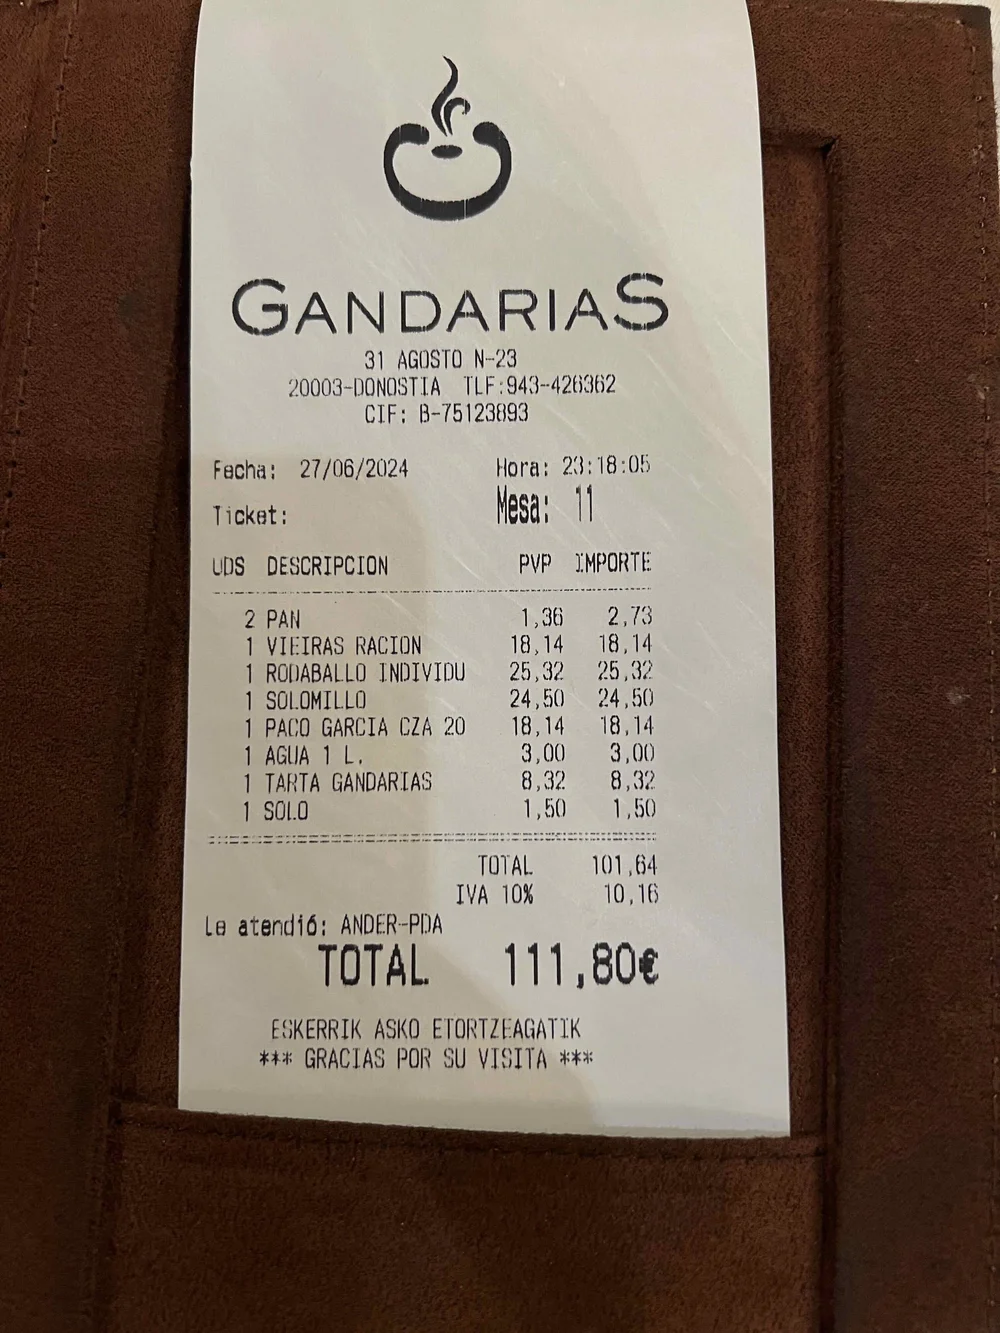 GANDARIAS
31 AGOSTO N-23
20003-DONOSTIA TLF:943-426362
CIF: B-75123893
Fecha: 27/06/2024 Hora: 23:18:05
Ticket: Mesa: 11
UDS DESCRIPCION PVP IMPORTE
2 PAN 1,36 2,73
1 VIEIRAS RACION 18,14 18,14
1 RODABALLO INDIVIDU 25,32 25,32
1 SOLOMILLO 24,50 24,50
1 PACO GARCIA CZA 20 18,14 18,14
1 AGUA 1 L. 3,00 3,00
1 TARTA GANDARIAS 8,32 8,32
1 SOLO 1,50 1,50
TOTAL 101,64
IVA 10% 10,16
Le atendió: ANDER-PDA
TOTAL 111,80€
ESKERRIK ASKO ETORTZEAGATIK
*** GRACIAS POR SU VISITA ***